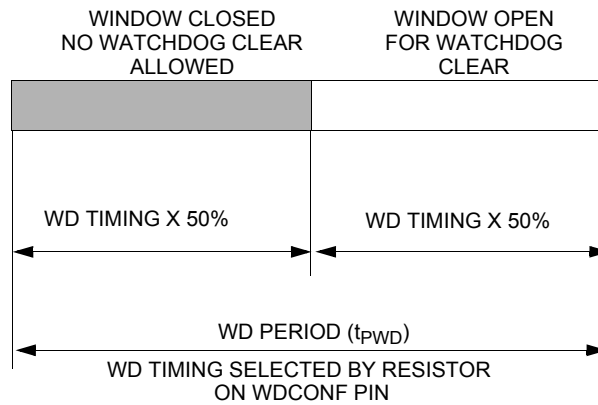 WINDOW CLOSED
NO WATCHDOG CLEAR
ALLOWED
WINDOW OPEN
FOR WATCHDOG
CLEAR
WD TIMING X 50%
WD TIMING X 50%
WD PERIOD (tPWD)
WD TIMING SELECTED BY RESISTOR
ON WDCONF PIN